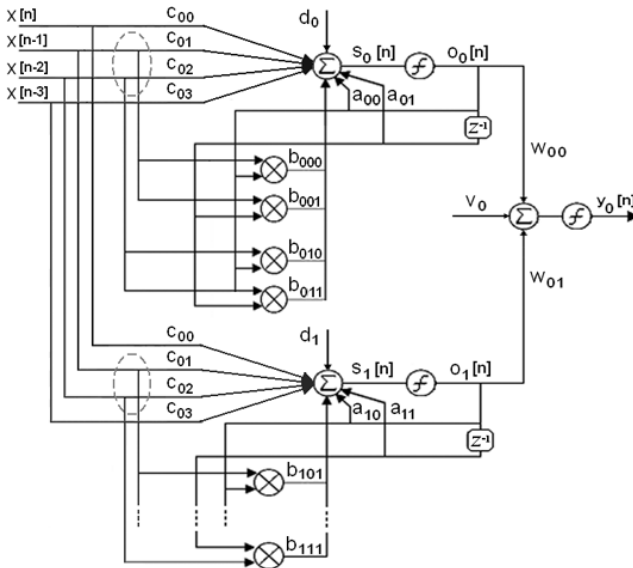 x[n] c00 d0
x[n-1] c01 s0[n] o0[n]
x[n-2] c02
x[n-3] c03 a00 a01
z-1
b000 w00
b001
v0 Σ y0[n]
b010
b011 w01
c00 d1
c01 s1[n] o1[n]
c02
c03 a10 a11
z-1
b101
b111